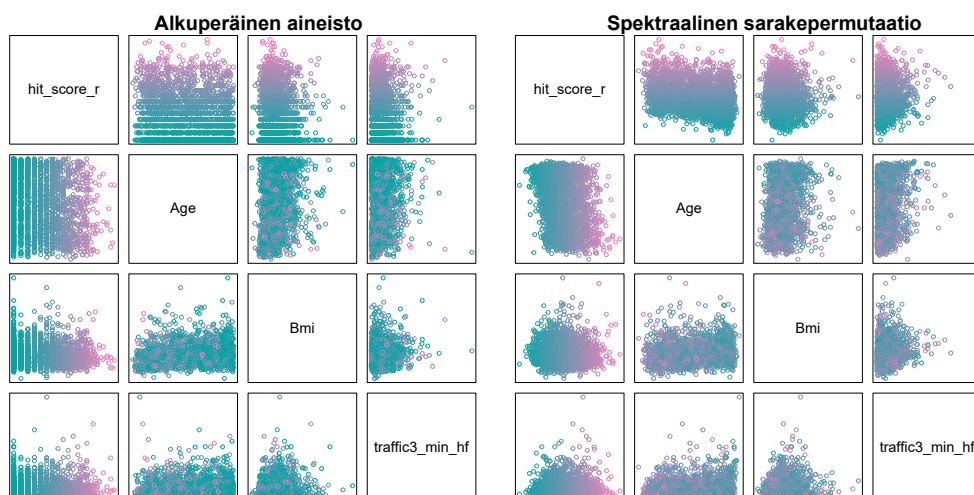 Alkuperäinen aineisto
Spektraalinen sarakepermutaatio
hit_score_r
hit_score_r
Age
Age
Bmi
Bmi
traffic3_min_hf
traffic3_min_hf